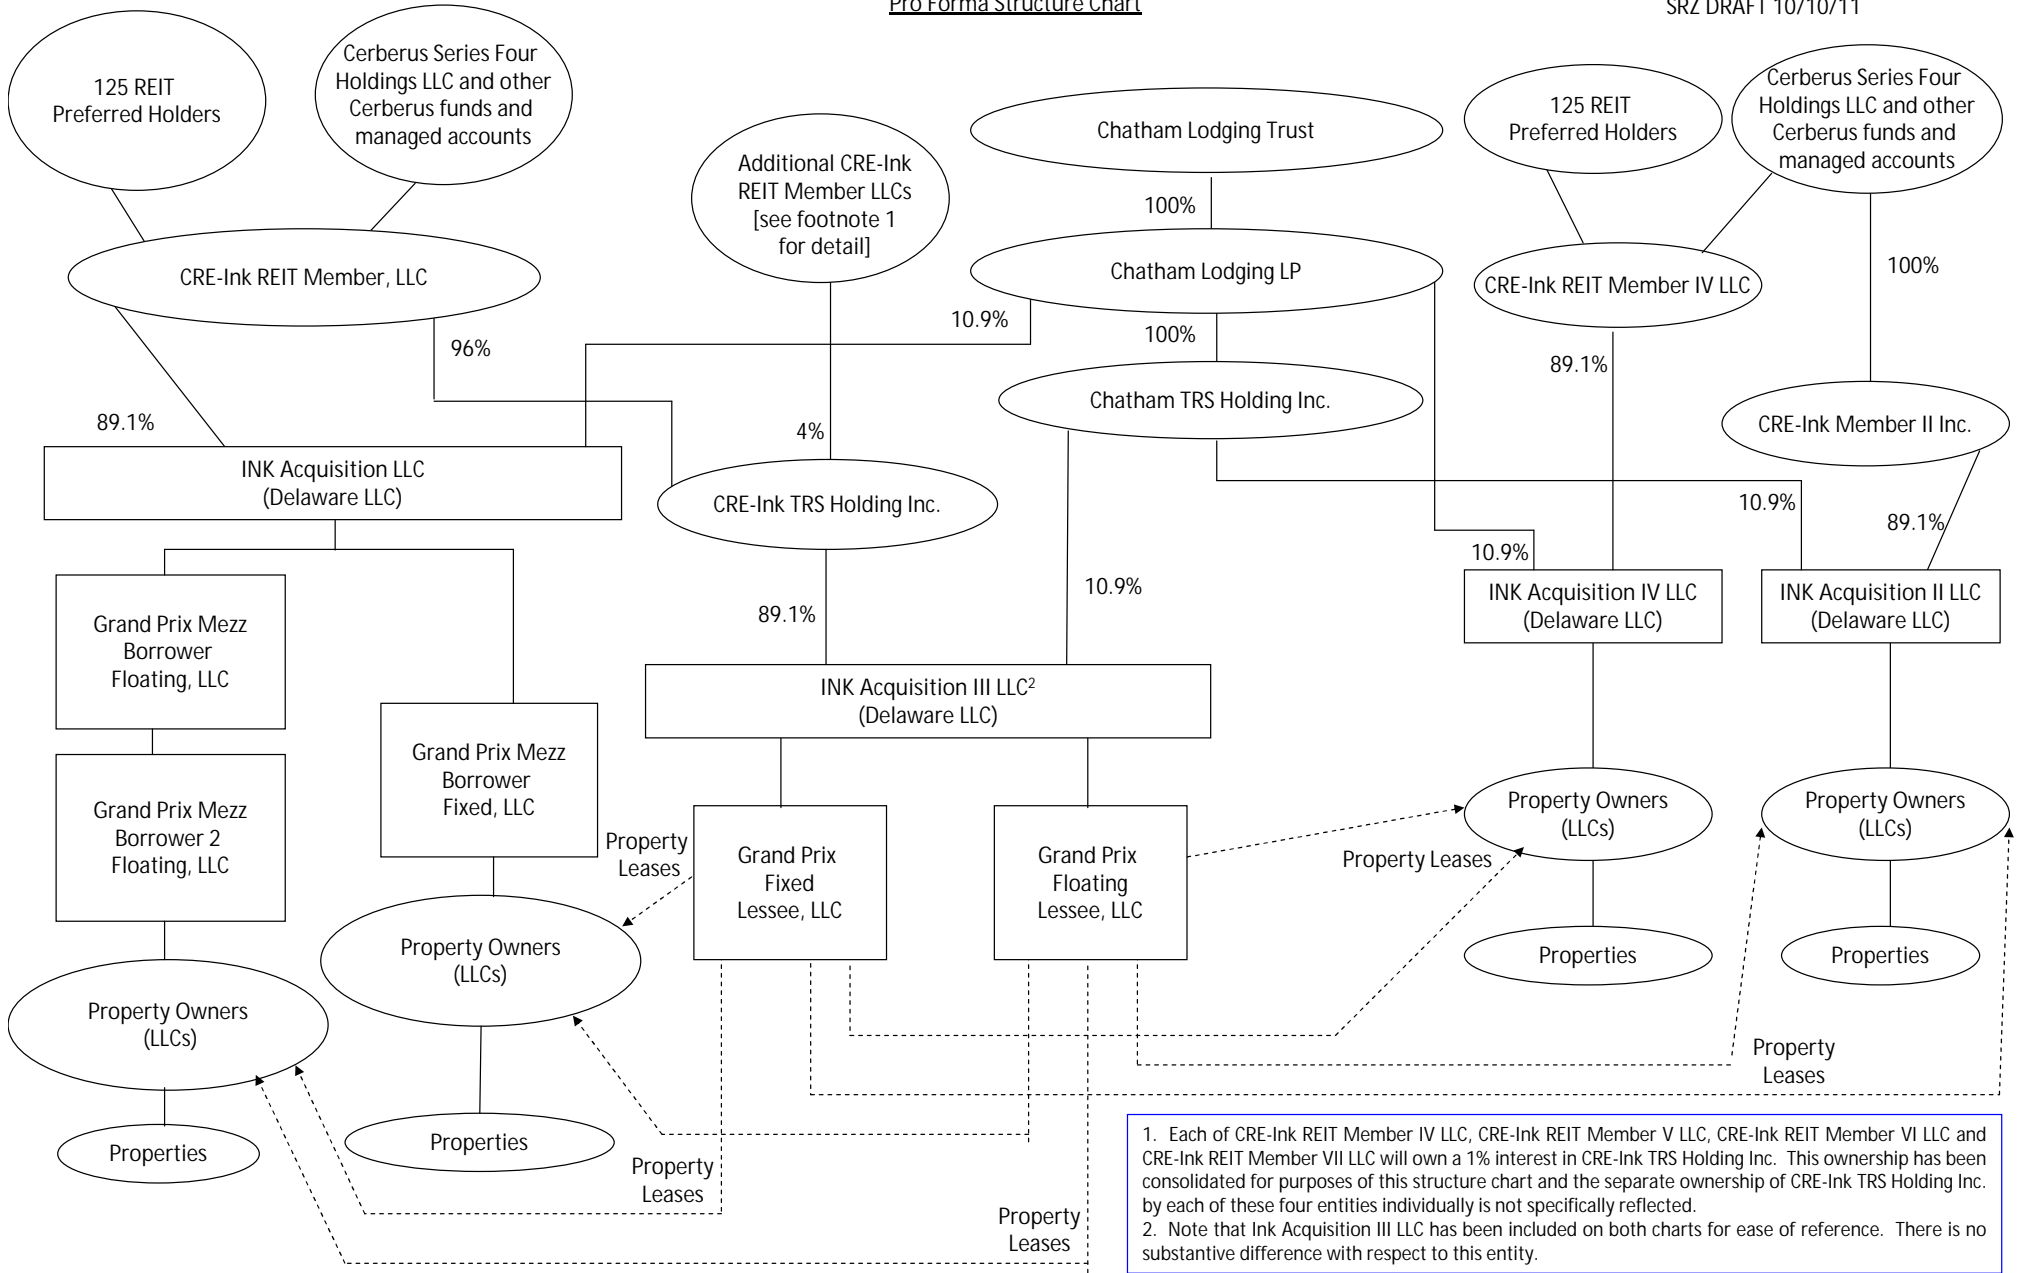 Pro Forma Structure Chart
SRZ DRAFT 10/10/11
125 REIT
Preferred Holders
Cerberus Series Four
Holdings LLC and other
Cerberus funds and
managed accounts
Additional CRE-Ink
REIT Member LLCs
[see footnote 1
for detail]
Chatham Lodging Trust
125 REIT
Preferred Holders
Cerberus Series Four
Holdings LLC and other
Cerberus funds and
managed accounts
100%
CRE-Ink REIT Member, LLC
Chatham Lodging LP
CRE-Ink REIT Member IV LLC
100%
96%
10.9%
100%
89.1%
89.1%
4%
Chatham TRS Holding Inc.
CRE-Ink Member II Inc.
INK Acquisition LLC
(Delaware LLC)
CRE-Ink TRS Holding Inc.
10.9%
89.1%
10.9%
89.1%
10.9%
INK Acquisition IV LLC
(Delaware LLC)
INK Acquisition II LLC
(Delaware LLC)
Grand Prix Mezz
Borrower
Floating, LLC
INK Acquisition III LLC2
(Delaware LLC)
Grand Prix Mezz
Borrower
Fixed, LLC
Grand Prix Mezz
Borrower 2
Floating, LLC
Property
Leases
Grand Prix
Fixed
Lessee, LLC
Grand Prix
Floating
Lessee, LLC
Property Leases
Property Owners
(LLCs)
Property Owners
(LLCs)
Property Owners
(LLCs)
Properties
Properties
Property Owners
(LLCs)
Property
Leases
Properties
Properties
Property
Leases
Property
Leases
1. Each of CRE-Ink REIT Member IV LLC, CRE-Ink REIT Member V LLC, CRE-Ink REIT Member VI LLC and
CRE-Ink REIT Member VII LLC will own a 1% interest in CRE-Ink TRS Holding Inc. This ownership has been
consolidated for purposes of this structure chart and the separate ownership of CRE-Ink TRS Holding Inc.
by each of these four entities individually is not specifically reflected.
2. Note that Ink Acquisition III LLC has been included on both charts for ease of reference. There is no
substantive difference with respect to this entity.